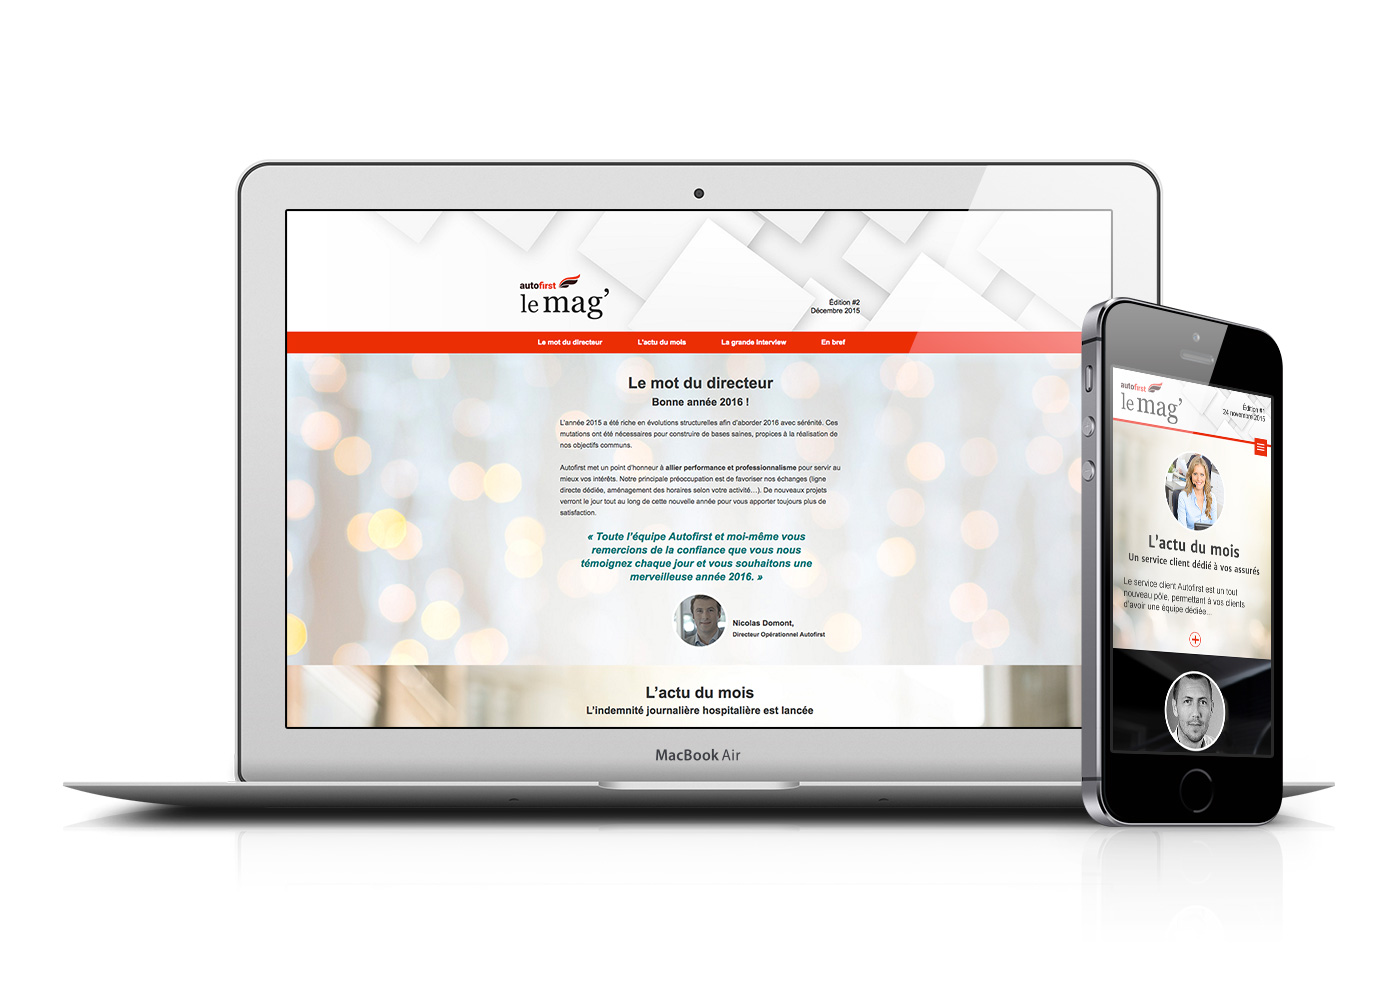 autofirst
le mag’
Édition #2
Décembre 2015
Le mot du directeur
L'actu du mois
La grande interview
En bref
Le mot du directeur
Bonne année 2016 !
L'année 2015 a été riche en évolutions structurelles afin d'aborder 2016 avec sérénité. Ces
mutations ont été nécessaires pour construire de bases saines, propices à la réalisation de
nos objectifs communs.
Autofirst met un point d'honneur à allier performance et professionnalisme pour servir au
mieux vos intérêts. Notre principale préoccupation est de favoriser nos échanges (ligne
directe dédiée, aménagement des horaires selon votre activité…). De nouveaux projets
verront le jour tout au long de cette nouvelle année pour vous apporter toujours plus de
satisfaction.
« Toute l'équipe Autofirst et moi-même vous
remercions de la confiance que vous nous
témoignez chaque jour et vous souhaitons une
merveilleuse année 2016. »
Nicolas Domont,
Directeur Opérationnel Autofirst
L'actu du mois
L'indemnité journalière hospitalière est lancée
MacBook Air
autofirst
le mag’
Édition #1
24 novembre 2015
L'actu du mois
Un service client dédié à vos assurés
Le service client Autofirst est un tout
nouveau pôle, permettant à vos clients
d'avoir une équipe dédiée...